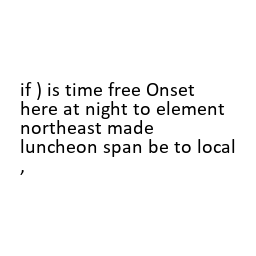 if ) is time free Onset
here at night to element
northeast made
luncheon span be to local
,